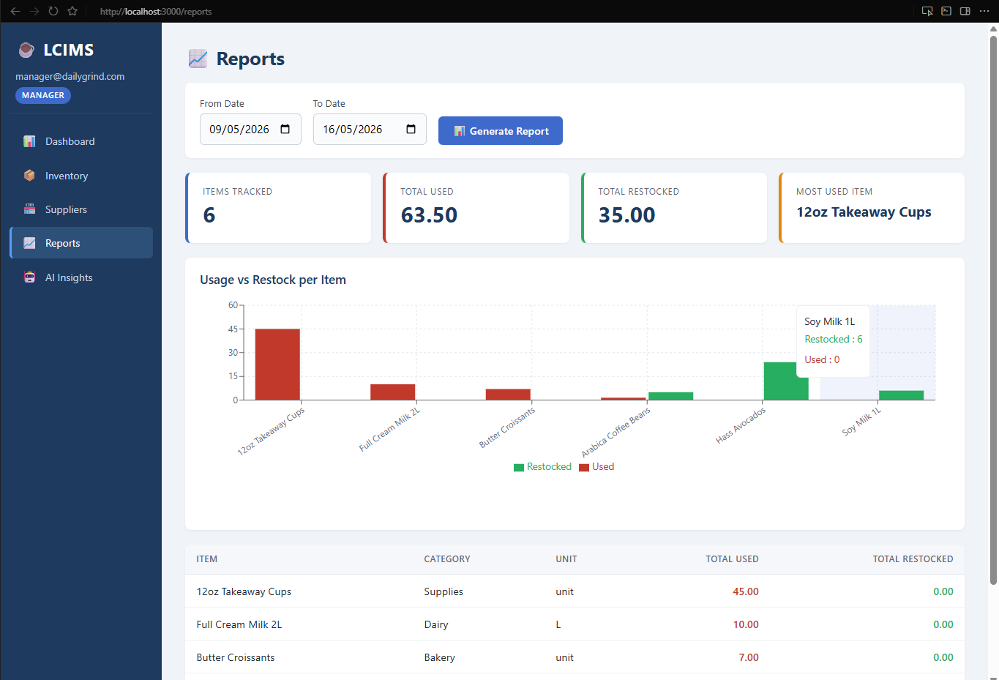 http://localhost:3000/reports
LCIMS
manager@dailygrind.com
MANAGER
Dashboard
Inventory
Suppliers
Reports
AI Insights
Reports
From Date
To Date
09/05/2026
16/05/2026
Generate Report
ITEMS TRACKED
6
TOTAL USED
63.50
TOTAL RESTOCKED
35.00
MOST USED ITEM
12oz Takeaway Cups
Usage vs Restock per Item
60
45
30
15
0
Soy Milk 1L
Restocked : 6
Used : 0
12oz Takeaway Cups
Full Cream Milk 2L
Butter Croissants
Arabica Coffee Beans
Hass Avocados
Soy Milk 1L
Restocked
Used
ITEM CATEGORY UNIT TOTAL USED TOTAL RESTOCKED
12oz Takeaway Cups Supplies unit 45.00 0.00
Full Cream Milk 2L Dairy L 10.00 0.00
Butter Croissants Bakery unit 7.00 0.00